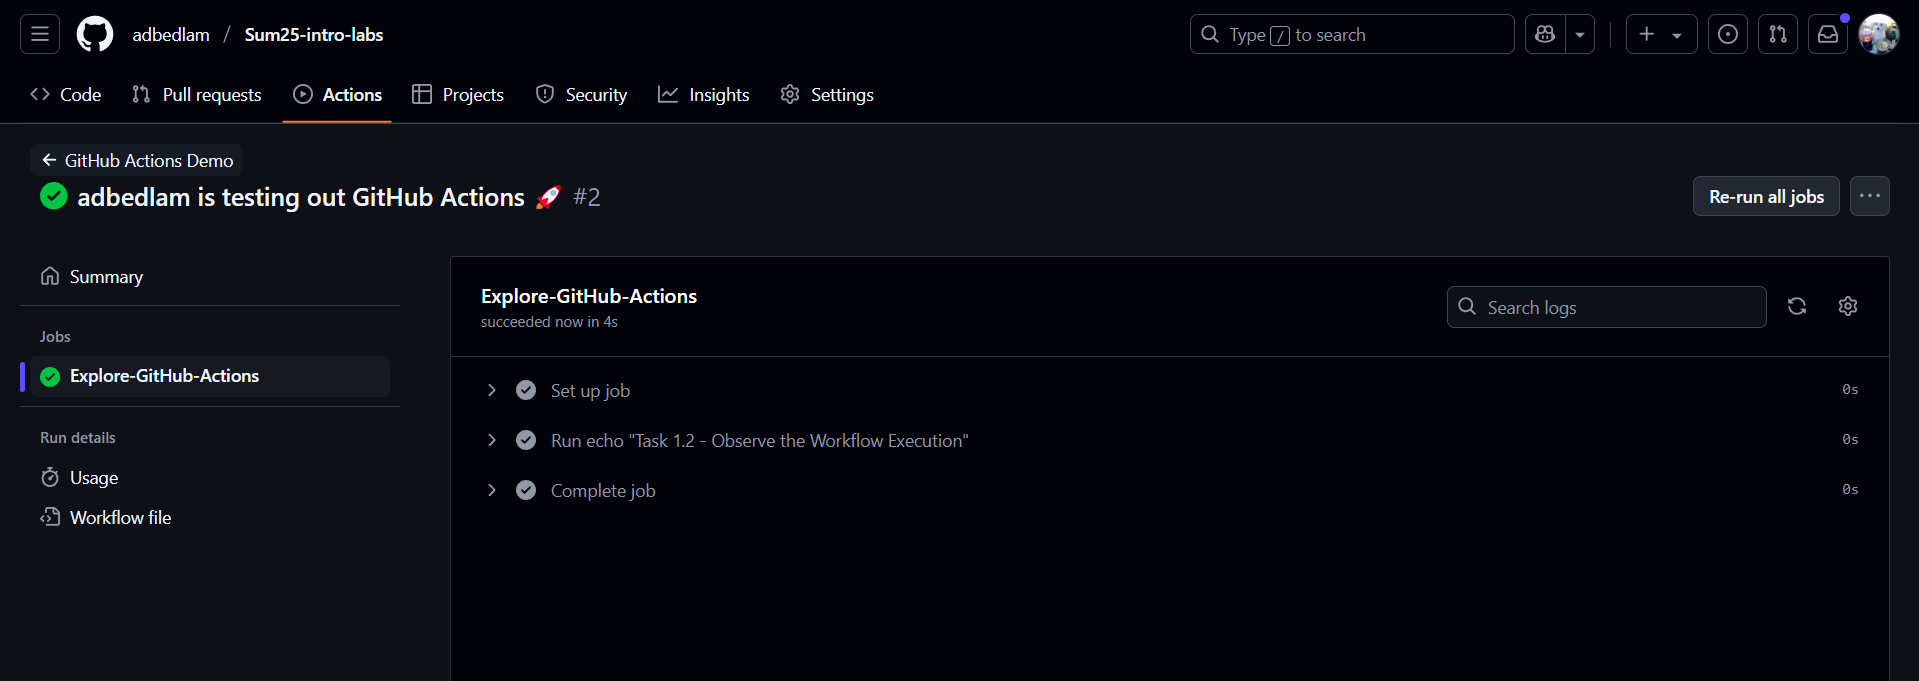 adbedlam / Sum25-intro-labs
Type / to search
Code Pull requests Actions Projects Security Insights Settings
← GitHub Actions Demo
adbedlam is testing out GitHub Actions 🚀 #2
Re-run all jobs
Summary
Jobs
Explore-GitHub-Actions
Run details
Usage
Workflow file
Explore-GitHub-Actions
succeeded now in 4s
Search logs
Set up job 0s
Run echo "Task 1.2 - Observe the Workflow Execution" 0s
Complete job 0s